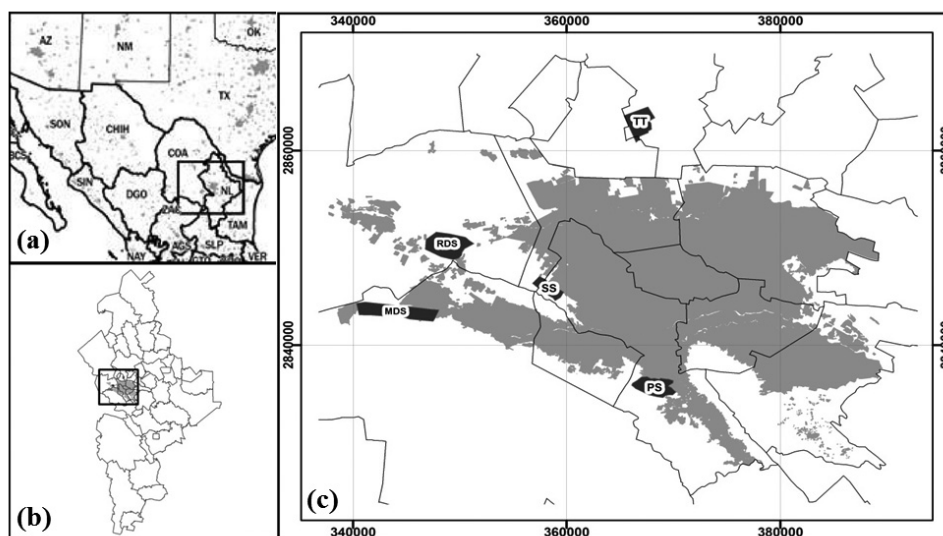 AZ
NM
OK
TX
SON
CHIH
COA
BCS
SIN
DGO
NL
TAM
NAY
AGS
SLP
VER
(a)
(b)
340000 360000 380000
TT
2860000
RDS
SS
MDS
2840000
PS
(c)
340000 360000 380000